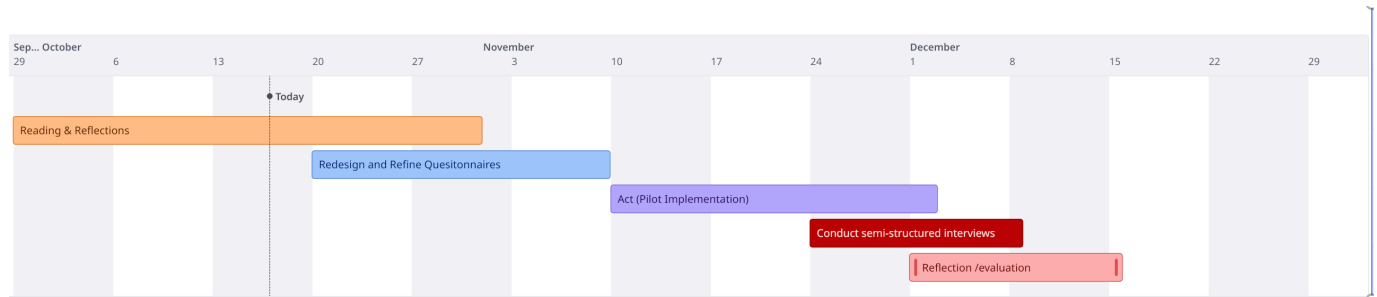 Sep... October November December
29 6 13 20 27 3 10 17 24 1 8 15 22 29
Today
Reading & Reflections
Redesign and Refine Quesitonnaires
Act (Pilot Implementation)
Conduct semi-structured interviews
Reflection /evaluation